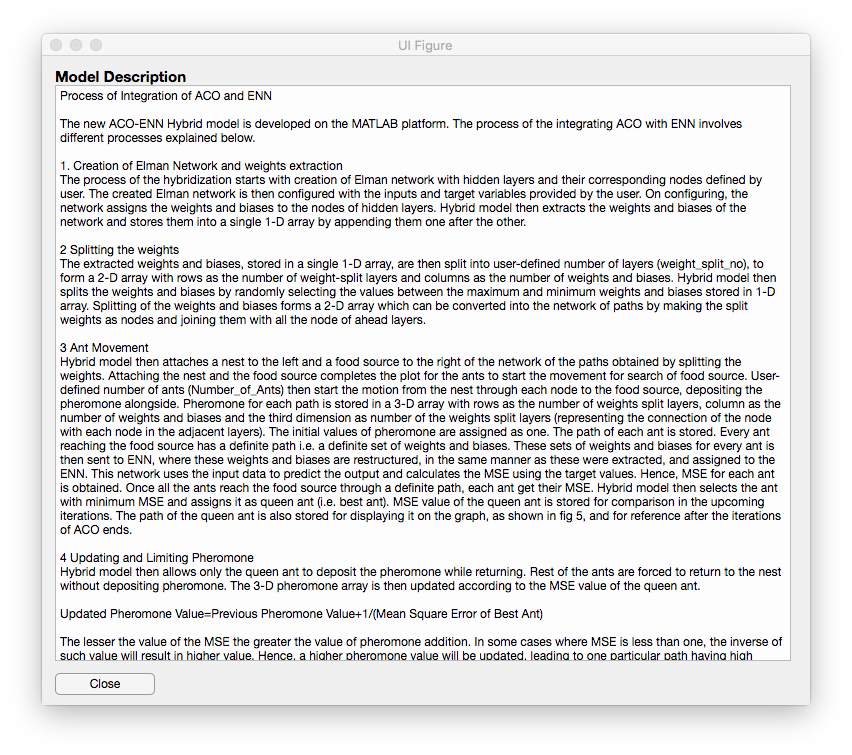 UI Figure
Model Description
Process of Integration of ACO and ENN
The new ACO-ENN Hybrid model is developed on the MATLAB platform. The process of the integrating ACO with ENN involves
different processes explained below.
1. Creation of Elman Network and weights extraction
The process of the hybridization starts with creation of Elman network with hidden layers and their corresponding nodes defined by
user. The created Elman network is then configured with the inputs and target variables provided by the user. On configuring, the
network assigns the weights and biases to the nodes of hidden layers. Hybrid model then extracts the weights and biases of the
network and stores them into a single 1-D array by appending them one after the other.
2 Splitting the weights
The extracted weights and biases, stored in a single 1-D array, are then split into user-defined number of layers (weight_split_no), to
form a 2-D array with rows as the number of weight-split layers and columns as the number of weights and biases. Hybrid model then
splits the weights and biases by randomly selecting the values between the maximum and minimum weights and biases stored in 1-D
array. Splitting of the weights and biases forms a 2-D array which can be converted into the network of paths by making the split
weights as nodes and joining them with all the node of ahead layers.
3 Ant Movement
Hybrid model then attaches a nest to the left and a food source to the right of the network of the paths obtained by splitting the
weights. Attaching the nest and the food source completes the plot for the ants to start the movement for search of food source. User-
defined number of ants (Number_of_Ants) then start the motion from the nest through each node to the food source, depositing the
pheromone alongside. Pheromone for each path is stored in a 3-D array with rows as the number of weights split layers, column as the
number of weights and biases and the third dimension as number of the weights split layers (representing the connection of the node
with each node in the adjacent layers). The initial values of pheromone are assigned as one. The path of each ant is stored. Every ant
reaching the food source has a definite path i.e. a definite set of weights and biases. These sets of weights and biases for every ant is
then sent to ENN, where these weights and biases are restructured, in the same manner as these were extracted, and assigned to the
ENN. This network uses the input data to predict the output and calculates the MSE using the target values. Hence, MSE for each ant
is obtained. Once all the ants reach the food source through a definite path, each ant get their MSE. Hybrid model then selects the ant
with minimum MSE and assigns it as queen ant (i.e. best ant). MSE value of the queen ant is stored for comparison in the upcoming
iterations. The path of the queen ant is also stored for displaying it on the graph, as shown in fig 5, and for reference after the iterations
of ACO ends.
4 Updating and Limiting Pheromone
Hybrid model then allows only the queen ant to deposit the pheromone while returning. Rest of the ants are forced to return to the nest
without depositing pheromone. The 3-D pheromone array is then updated according to the MSE value of the queen ant.
Updated Pheromone Value=Previous Pheromone Value+1/(Mean Square Error of Best Ant)
The lesser the value of the MSE the greater the value of pheromone addition. In some cases where MSE is less than one, the inverse of
such value will result in higher value. Hence, a higher pheromone value will be updated, leading to one particular path having high
Close